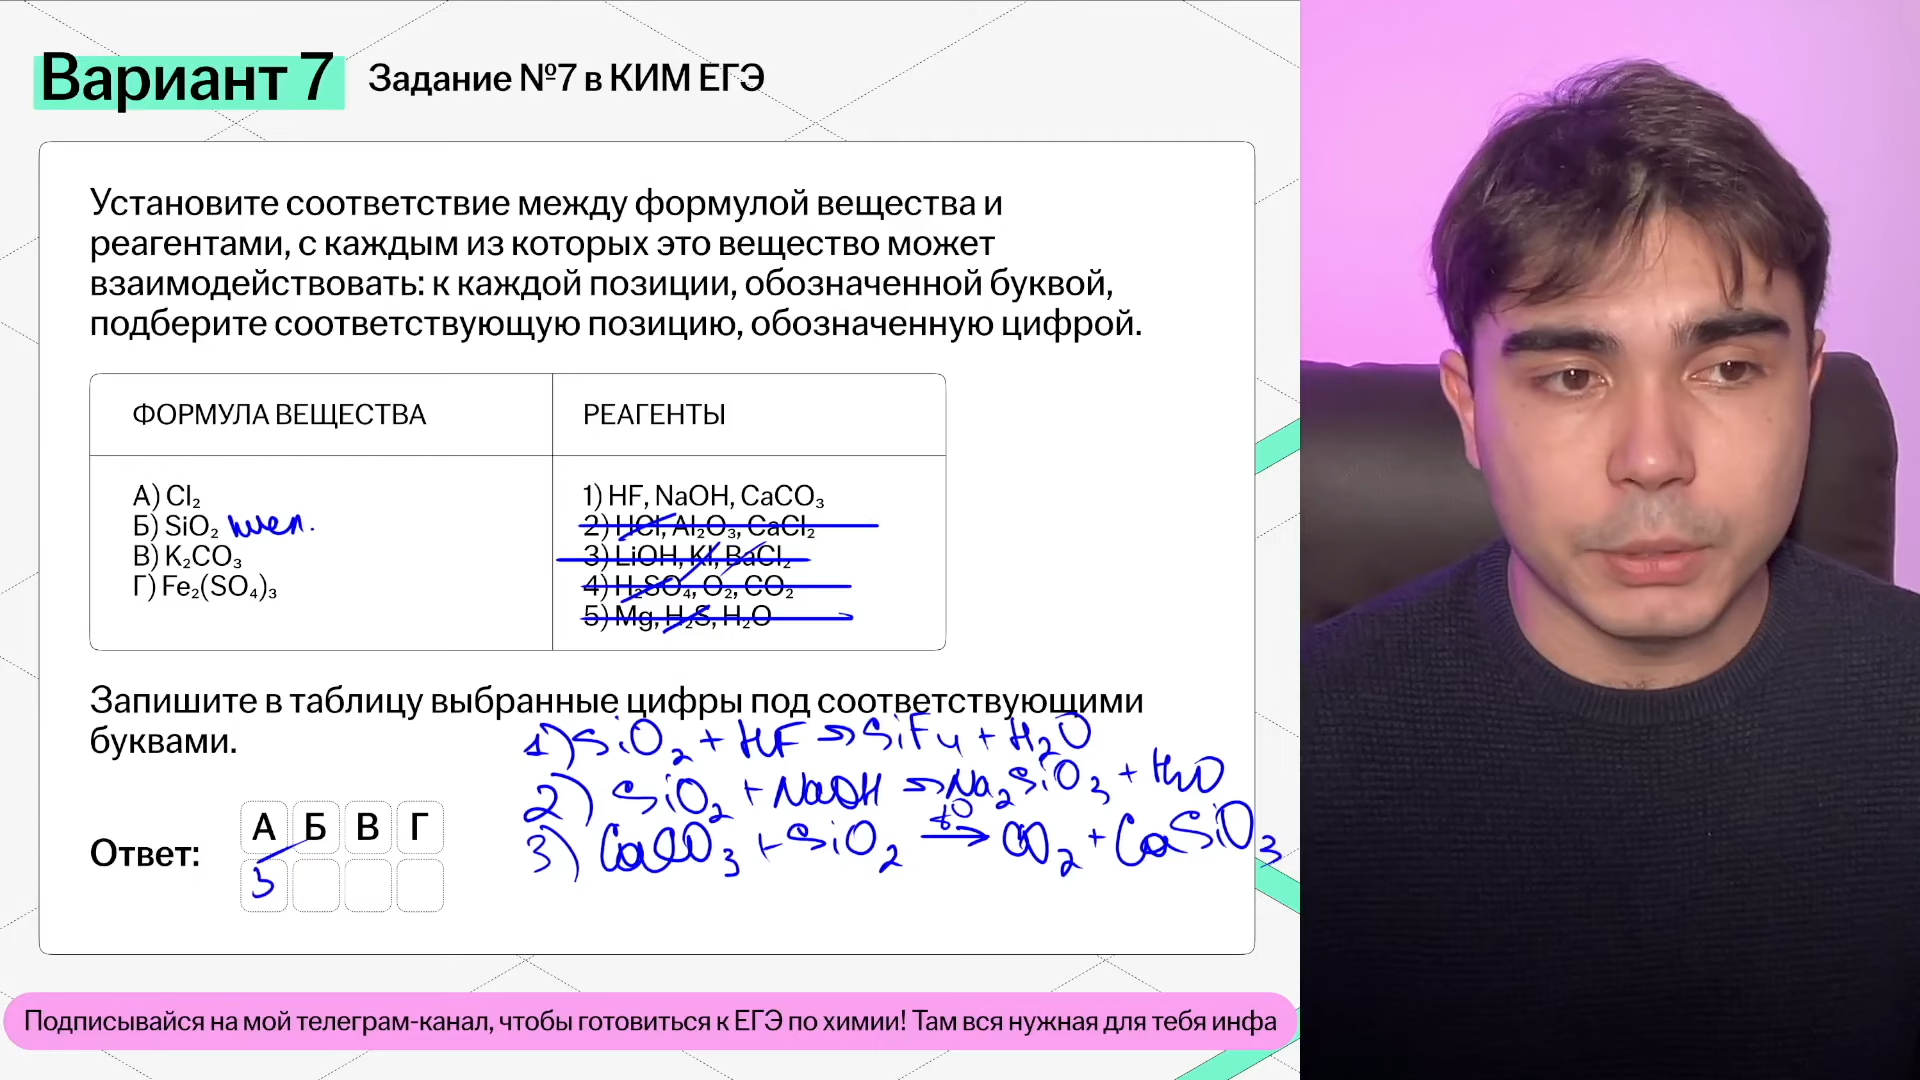 Вариант 7 Задание №7 в КИМ ЕГЭ
Установите соответствие между формулой вещества и
реагентами, с каждым из которых это вещество может
взаимодействовать: к каждой позиции, обозначенной буквой,
подберите соответствующую позицию, обозначенную цифрой.
ФОРМУЛА ВЕЩЕСТВА
РЕАГЕНТЫ
А) Cl₂
Б) SiO₂
В) K₂CO₃
Г) Fe₂(SO₄)₃
1) HF, NaOH, CaCO₃
2) HCl, Al₂O₃, CaCl₂
3) LiOH, KI, BaCl₂
4) H₂SO₄, O₂, CO₂
5) Mg, H₂S, H₂O
Запишите в таблицу выбранные цифры под соответствующими
буквами.
1) SiO₂ + HF → SiF₄ + H₂O
2) SiO₂ + NaOH → Na₂SiO₃ + H₂O
3) CaCO₃ + SiO₂ t° → CO₂ + CaSiO₃
А Б В Г
Ответ:
Подписывайся на мой телеграм-канал, чтобы готовиться к ЕГЭ по химии! Там вся нужная для тебя инфа